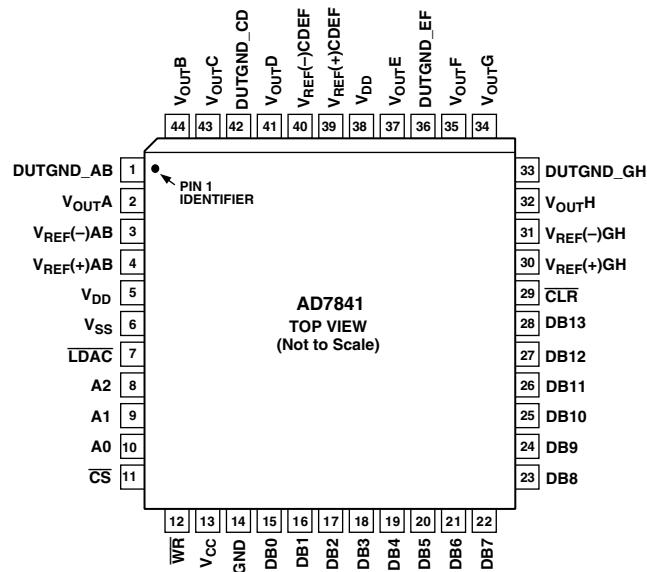 VOUTB
VOUTC
DUTGND_CD
VOUTD
VREF(–)CDEF
VREF(+)CDEF
VDD
VOUTE
DUTGND_EF
VOUTF
VOUTG
44 43 42 41 40 39 38 37 36 35 34
DUTGND_AB 1
VOUTA 2
VREF(–)AB 3
VREF(+)AB 4
VDD 5
VSS 6
LDAC 7
A2 8
A1 9
A0 10
CS 11
PIN 1
IDENTIFIER
AD7841
TOP VIEW
(Not to Scale)
33 DUTGND_GH
32 VOUTH
31 VREF(–)GH
30 VREF(+)GH
29 CLR
28 DB13
27 DB12
26 DB11
25 DB10
24 DB9
23 DB8
12 13 14 15 16 17 18 19 20 21 22
WR
VCC
GND
DB0
DB1
DB2
DB3
DB4
DB5
DB6
DB7